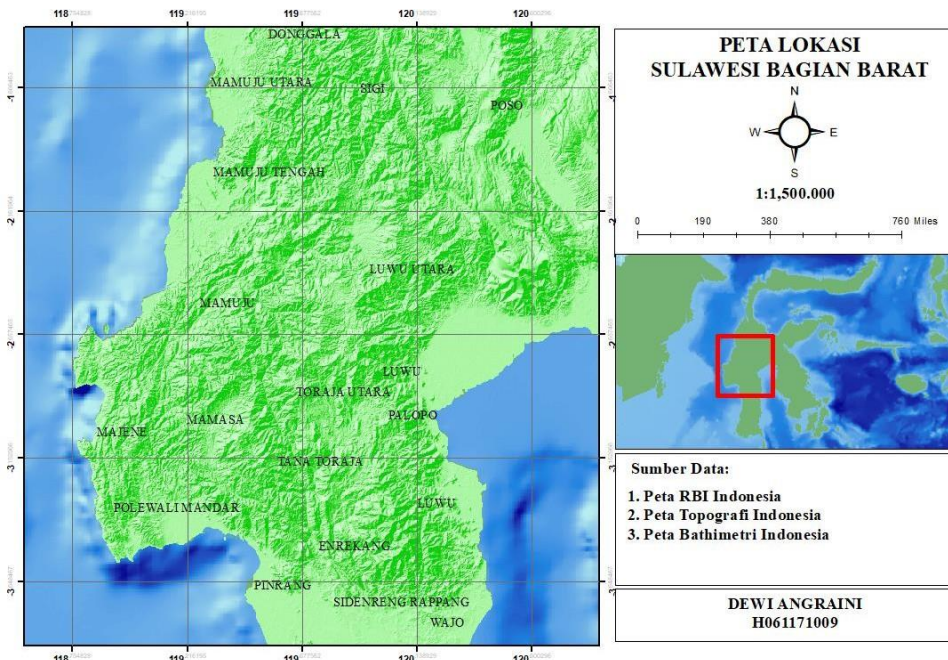 118 119 119 120 120
DONGGALA
MAMUJU UTARA
SIGI
POSO
MAMUJU TENGAH
LUWU UTARA
MAMUJU
LUWU
TORAJA UTARA
PALOPO
MAMASA
MAJENE
TANA TORAJA
LUWU
POLEWALI MANDAR
ENREKANG
PINRANG
SIDENRENG RAPPANG
WAJO
118 119 119 120 120
PETA LOKASI
SULAWESI BAGIAN BARAT
N
W E
S
1:1,500.000
0 190 380 760 Miles
Sumber Data:
1. Peta RBI Indonesia
2. Peta Topografi Indonesia
3. Peta Bathimetri Indonesia
DEWI ANGRAINI
H061171009